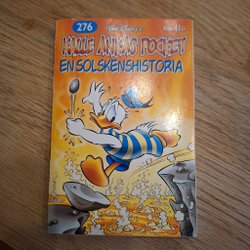 276
Walt Disney's
KALLE ANKAS POCKET
EN SOLSKENSHISTORIA